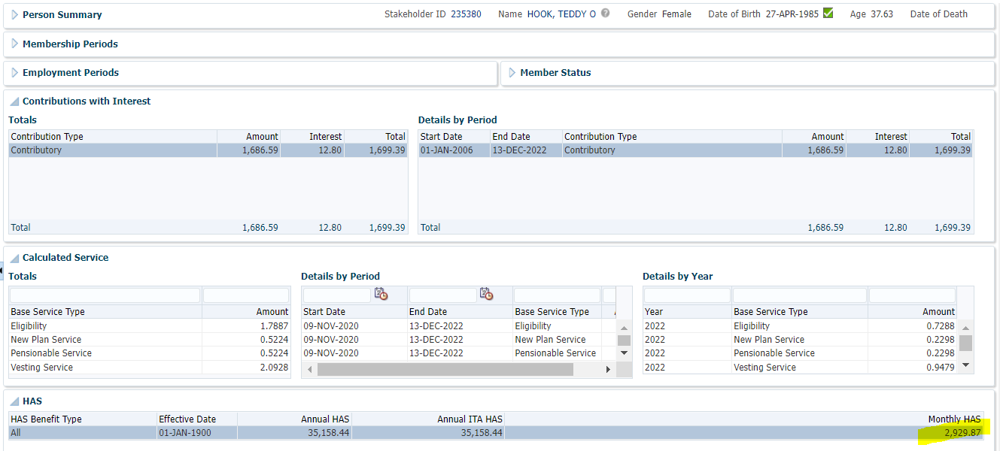 Person Summary Stakeholder ID 235380 Name HOOK, TEDDY O Gender Female Date of Birth 27-APR-1985 Age 37.63 Date of Death
Membership Periods
Employment Periods Member Status
Contributions with Interest
Totals Details by Period
Contribution Type Amount Interest Total Start Date End Date Contribution Type Amount Interest Total
Contributory 1,686.59 12.80 1,699.39 01-JAN-2006 13-DEC-2022 Contributory 1,686.59 12.80 1,699.39
Total 1,686.59 12.80 1,699.39 Total 1,686.59 12.80 1,699.39
Calculated Service
Totals Details by Period Details by Year
Base Service Type Amount Start Date End Date Base Service Type Year Base Service Type Amount
Eligibility 1.7887 09-NOV-2020 13-DEC-2022 Eligibility 2022 Eligibility 0.7288
New Plan Service 0.5224 09-NOV-2020 13-DEC-2022 New Plan Service 2022 New Plan Service 0.2298
Pensionable Service 0.5224 09-NOV-2020 13-DEC-2022 Pensionable Service 2022 Pensionable Service 0.2298
Vesting Service 2.0928 2022 Vesting Service 0.9479
HAS
HAS Benefit Type Effective Date Annual HAS Annual ITA HAS Monthly HAS
All 01-JAN-1900 35,158.44 35,158.44 2,929.87